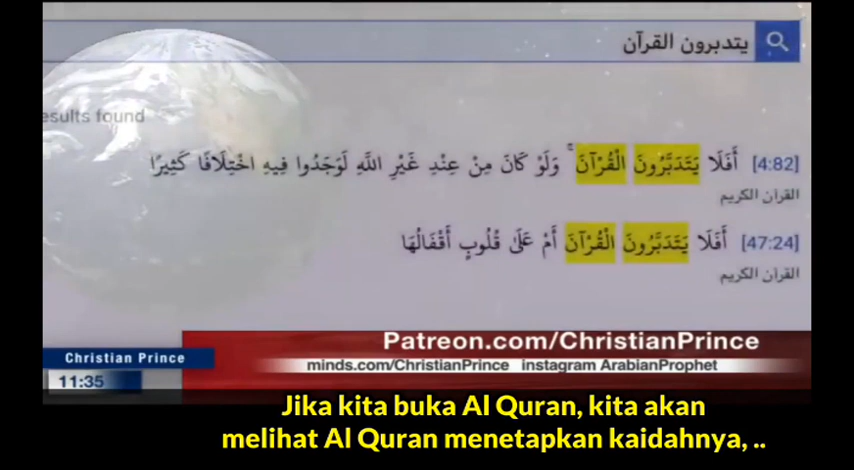 يتدبرون القرآن
esults found
[4:82] أَفَلَا يَتَدَبَّرُونَ الْقُرْآنَ ۚ وَلَوْ كَانَ مِنْ عِنْدِ غَيْرِ اللَّهِ لَوَجَدُوا فِيهِ اخْتِلَافًا كَثِيرًا
القران الكريم
[47:24] أَفَلَا يَتَدَبَّرُونَ الْقُرْآنَ أَمْ عَلَىٰ قُلُوبٍ أَقْفَالُهَا
القران الكريم
Patreon.com/ChristianPrince
Christian Prince
minds.com/ChristianPrince instagram ArabianProphet
11:35
Jika kita buka Al Quran, kita akan
melihat Al Quran menetapkan kaidahnya, ..